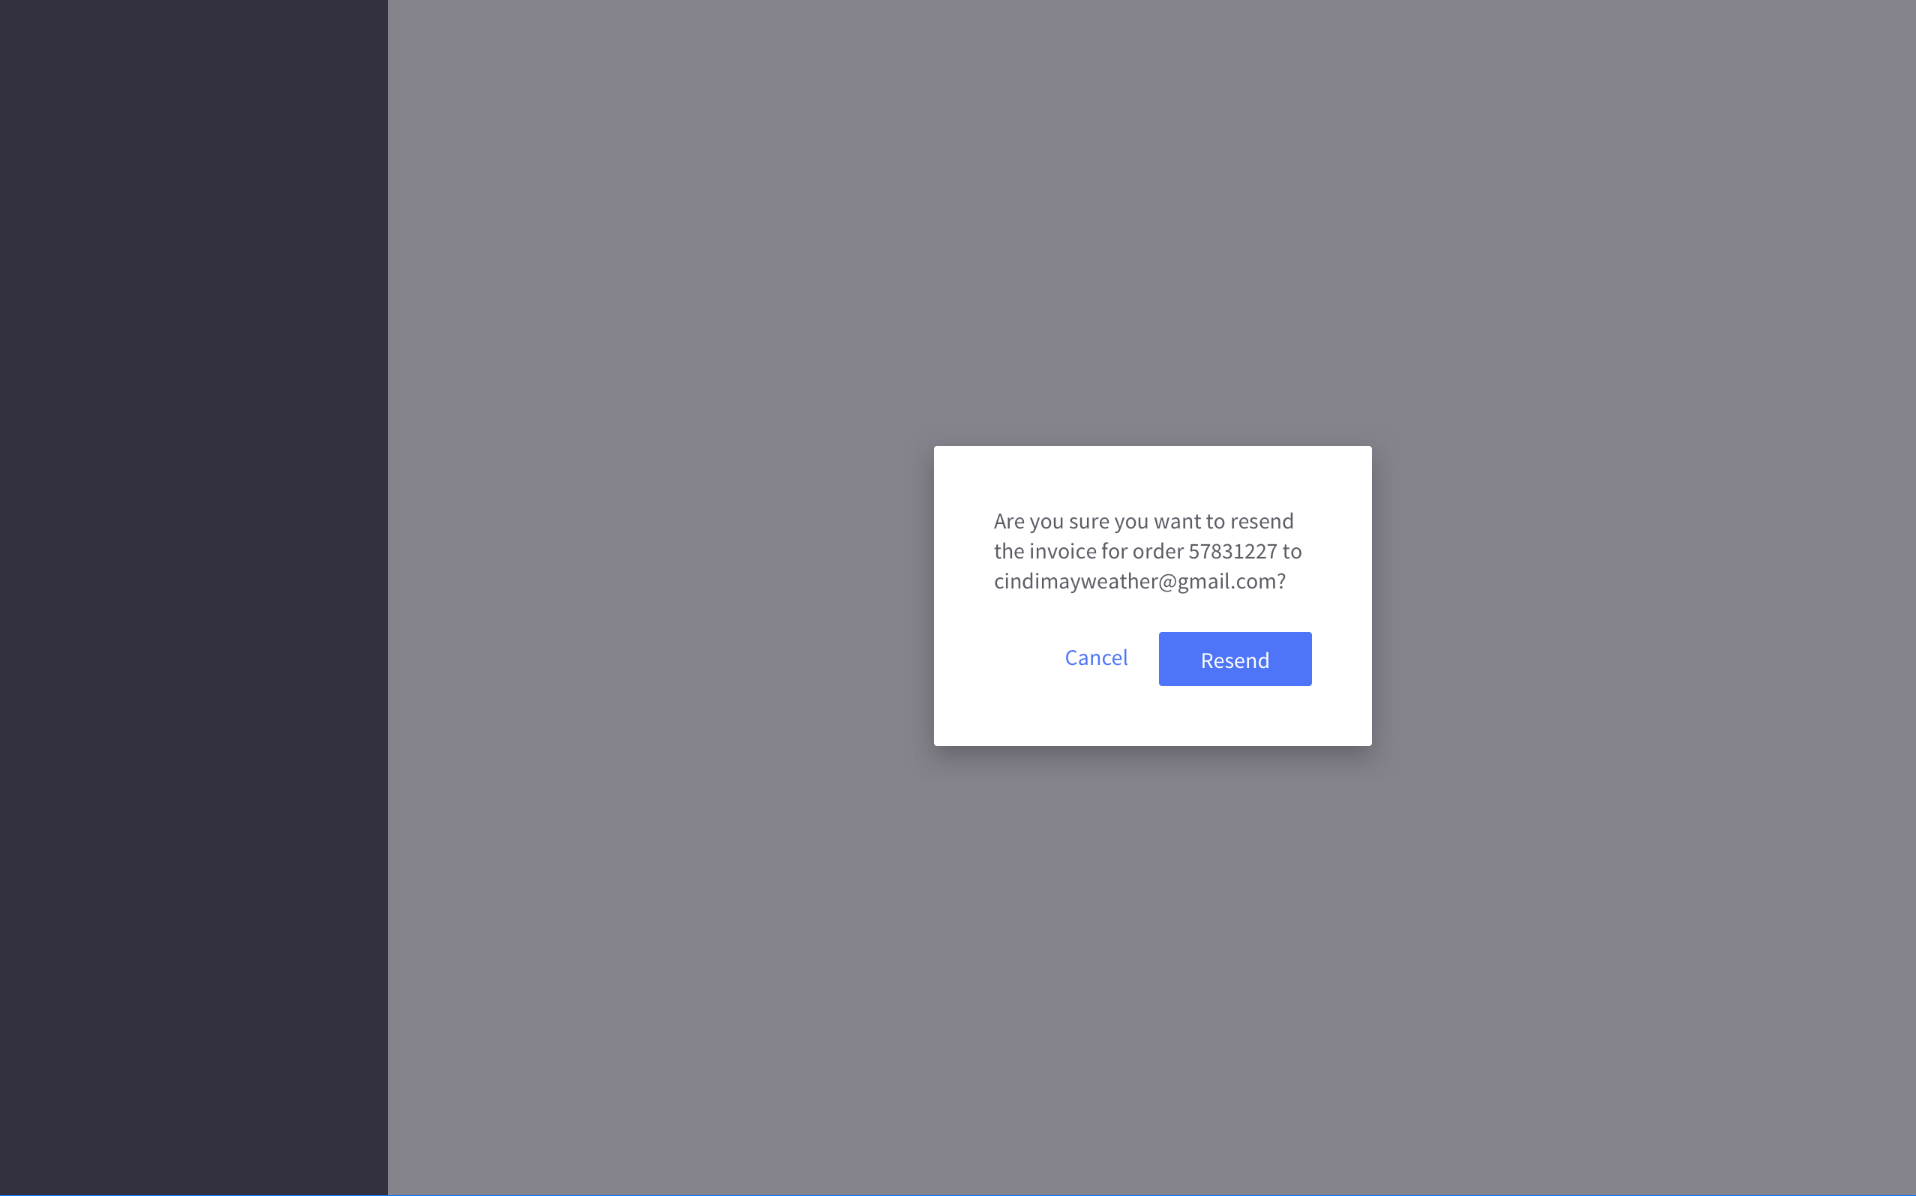 Are you sure you want to resend
the invoice for order 57831227 to
cindimayweather@gmail.com?
Cancel
Resend